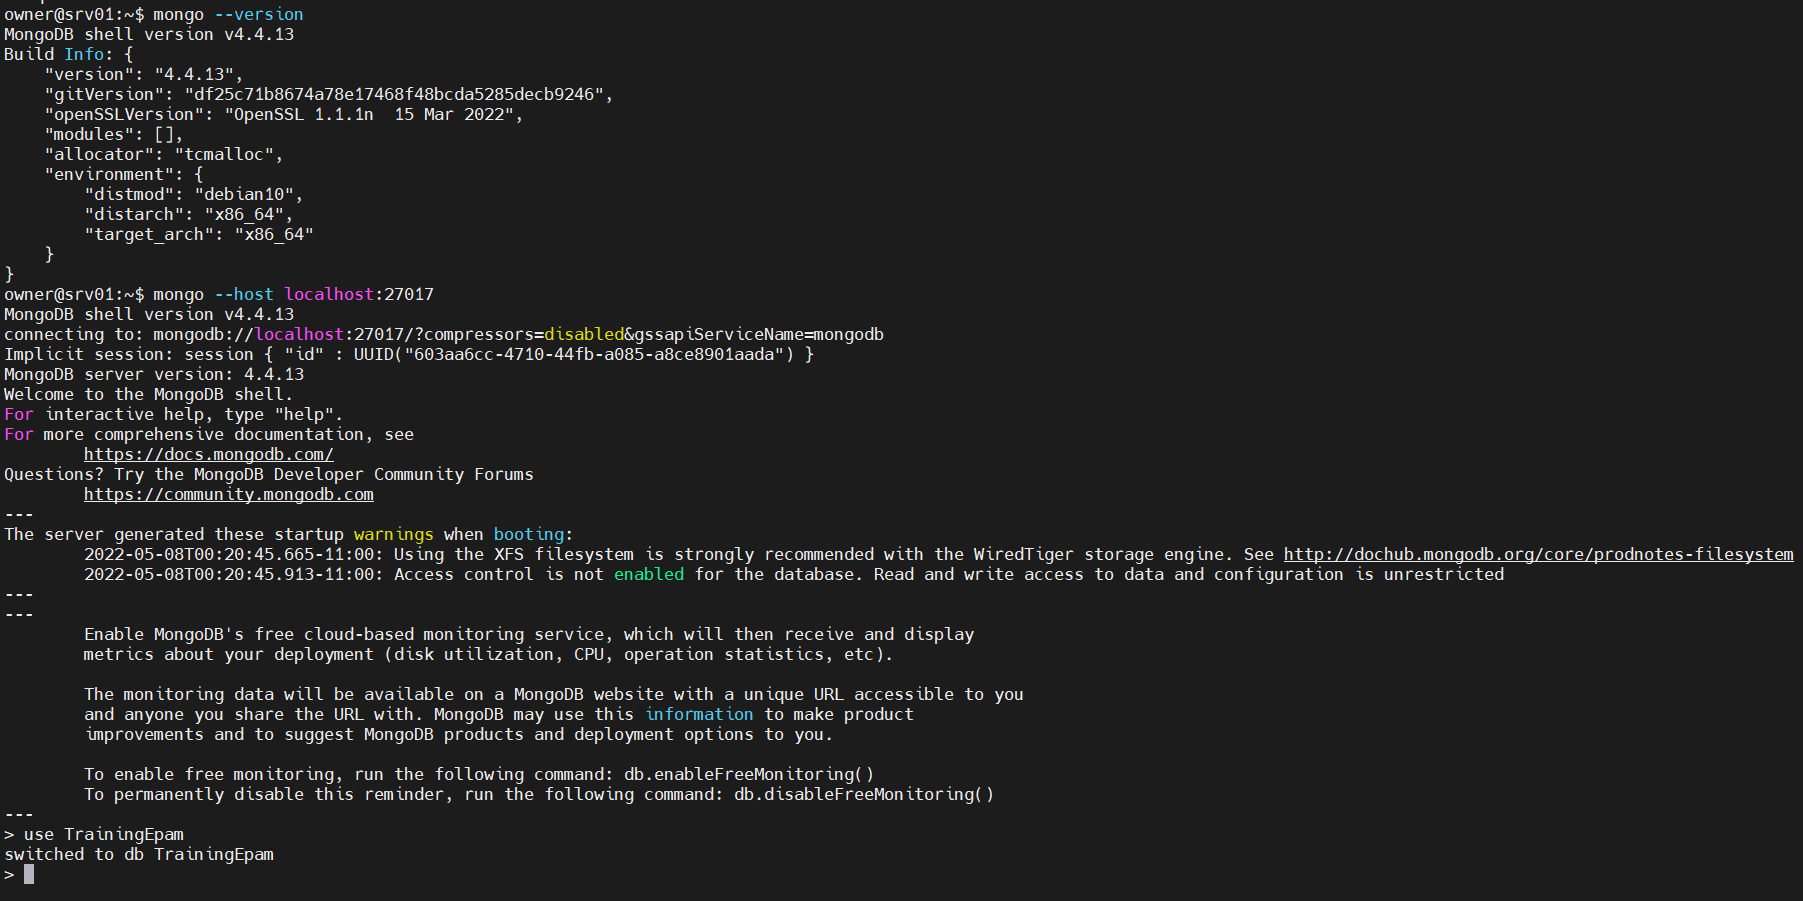 owner@srv01:~$ mongo --version
MongoDB shell version v4.4.13
Build Info: {
    "version": "4.4.13",
    "gitVersion": "df25c71b8674a78e17468f48bcda5285decb9246",
    "openSSLVersion": "OpenSSL 1.1.1n  15 Mar 2022",
    "modules": [],
    "allocator": "tcmalloc",
    "environment": {
        "distmod": "debian10",
        "distarch": "x86_64",
        "target_arch": "x86_64"
    }
}
owner@srv01:~$ mongo --host localhost:27017
MongoDB shell version v4.4.13
connecting to: mongodb://localhost:27017/?compressors=disabled&gssapiServiceName=mongodb
Implicit session: session { "id" : UUID("603aa6cc-4710-44fb-a085-a8ce8901aada") }
MongoDB server version: 4.4.13
Welcome to the MongoDB shell.
For interactive help, type "help".
For more comprehensive documentation, see
        https://docs.mongodb.com/
Questions? Try the MongoDB Developer Community Forums
        https://community.mongodb.com
---
The server generated these startup warnings when booting:
        2022-05-08T00:20:45.665-11:00: Using the XFS filesystem is strongly recommended with the WiredTiger storage engine. See http://dochub.mongodb.org/core/prodnotes-filesystem
        2022-05-08T00:20:45.913-11:00: Access control is not enabled for the database. Read and write access to data and configuration is unrestricted
---
---
        Enable MongoDB's free cloud-based monitoring service, which will then receive and display
        metrics about your deployment (disk utilization, CPU, operation statistics, etc).

        The monitoring data will be available on a MongoDB website with a unique URL accessible to you
        and anyone you share the URL with. MongoDB may use this information to make product
        improvements and to suggest MongoDB products and deployment options to you.

        To enable free monitoring, run the following command: db.enableFreeMonitoring()
        To permanently disable this reminder, run the following command: db.disableFreeMonitoring()
---
> use TrainingEpam
switched to db TrainingEpam
>